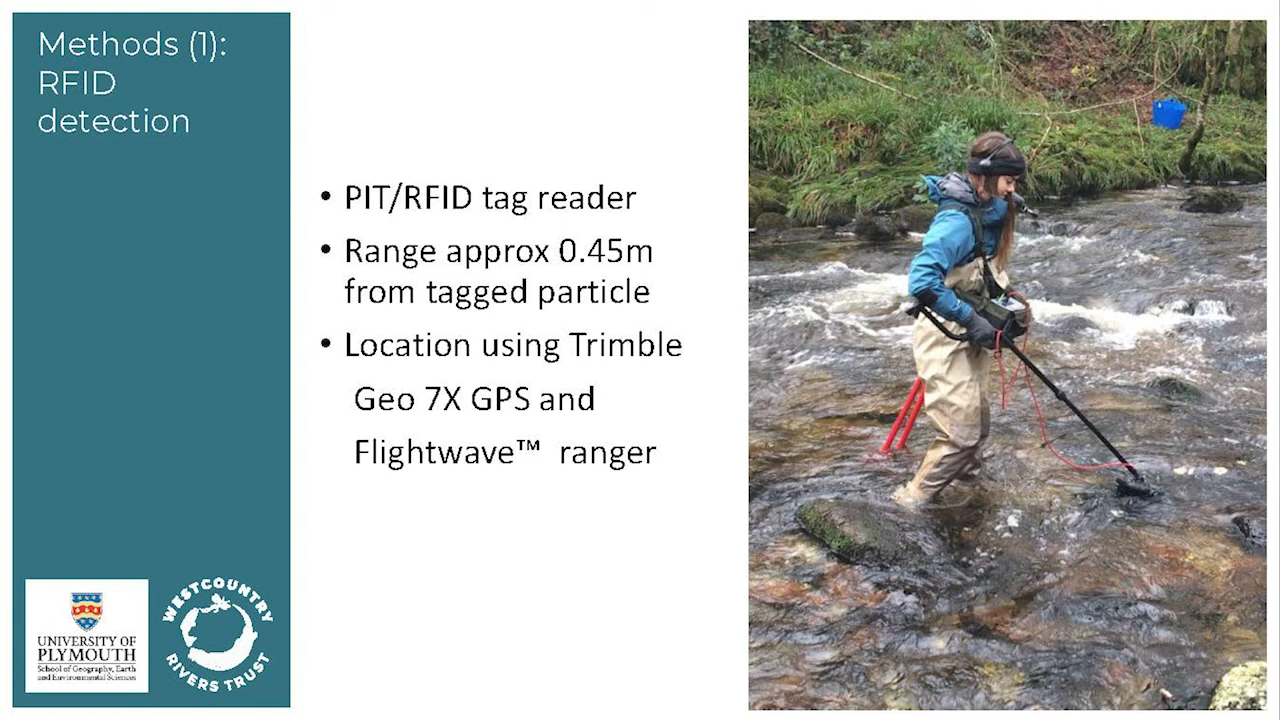 Methods (1):
RFID
detection
• PIT/RFID tag reader
• Range approx 0.45m
from tagged particle
• Location using Trimble
Geo 7X GPS and
Flightwave™ ranger
UNIVERSITY OF
PLYMOUTH
School of Geography, Earth
and Environmental Sciences
WESTCOUNTRY
RIVERS TRUST